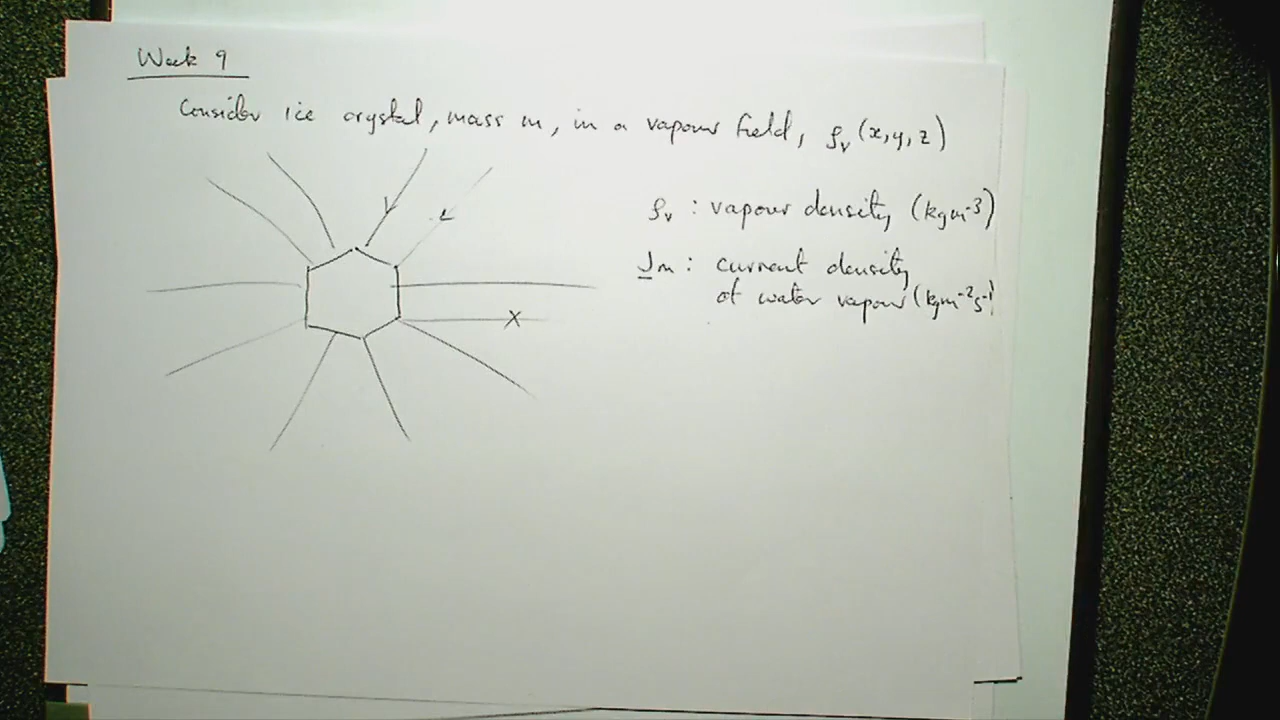 Week 9
Consider ice crystal, mass m, in a vapour field, ρᵥ(x,y,z)
ρᵥ : vapour density (kgm⁻³)
Jm : current density
of water vapour (kgm⁻²s⁻¹)